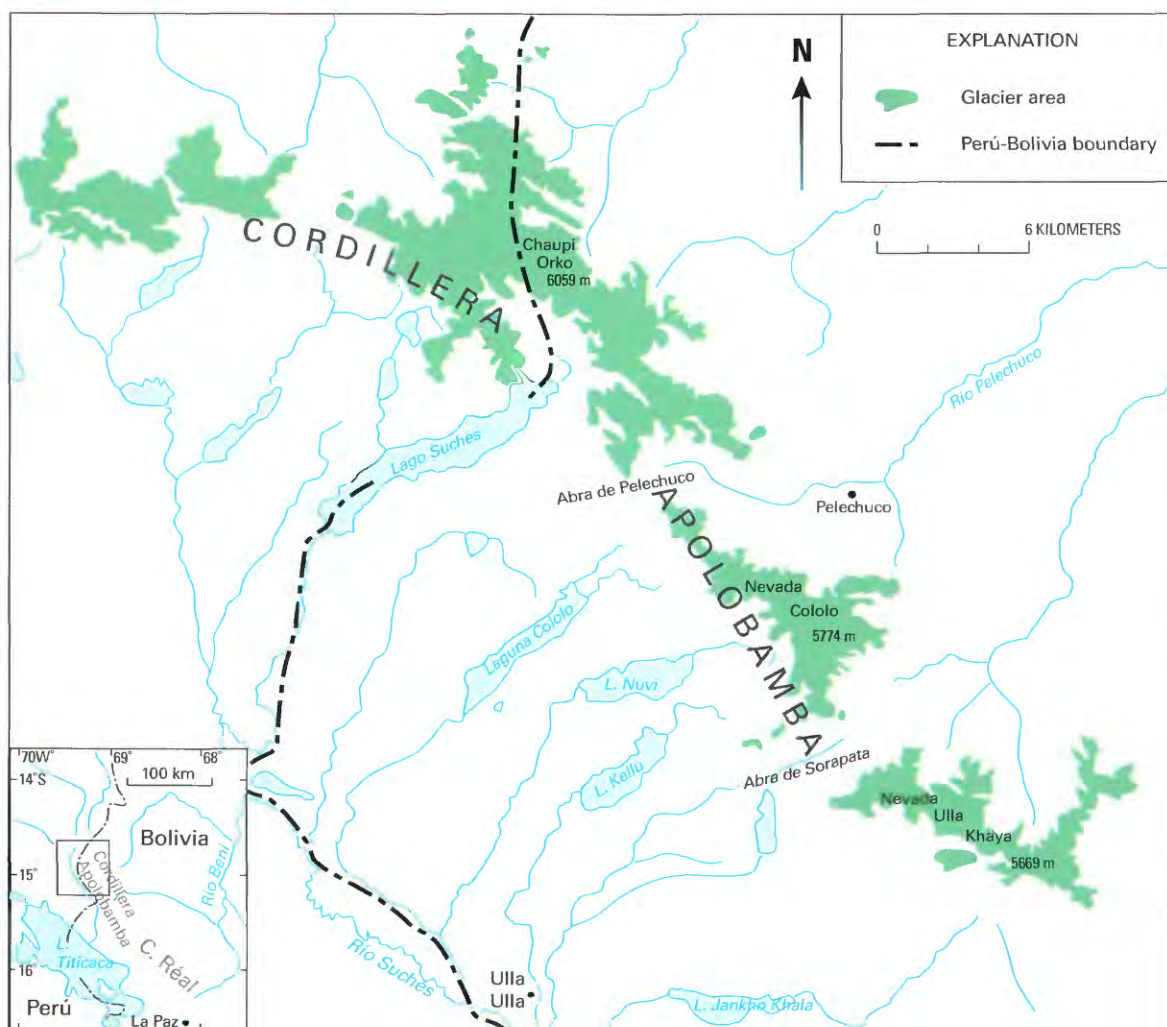 EXPLANATION
Glacier area
Perú-Bolivia boundary
N
0 6 KILOMETERS
CORDILLERA
Chaupi
Orko
6059 m
Río Pelechuco
Lago Suches
Abra de Pelechuco
Pelechuco
APOLOBAMBA
Nevada
Cololo
5774 m
Laguna Cololo
L. Nuvi
L. Kellu
Abra de Sorapata
Nevada
Ulla
Khaya
5669 m
Río Suches
Ulla
Ulla
L. Jankho Khala
70°W 69° 68°
14°S
100 km
Bolivia
Cordillera
Apolobamba
Río Beni
15°
C. Réal
L.
Titicaca
16°
Perú
La Paz